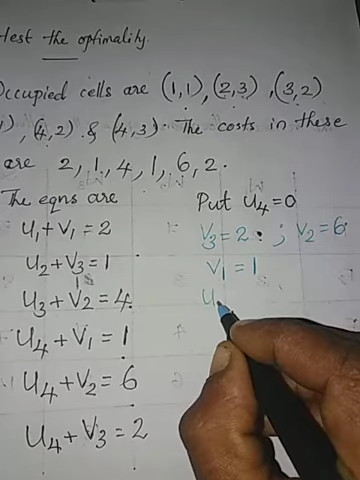 test the optimality.
Occupied cells are (1,1), (2,3), (3,2)
1), (4,2) & (4,3). The costs in these
are 2, 1, 4, 1, 6, 2.
The eqns are
Put U4=0
U1+V1=2
V3=2 ; V2=6
U2+V3=1
V1=1
U3+V2=4
U
U4+V1=1
U4+V2=6
U4+V3=2